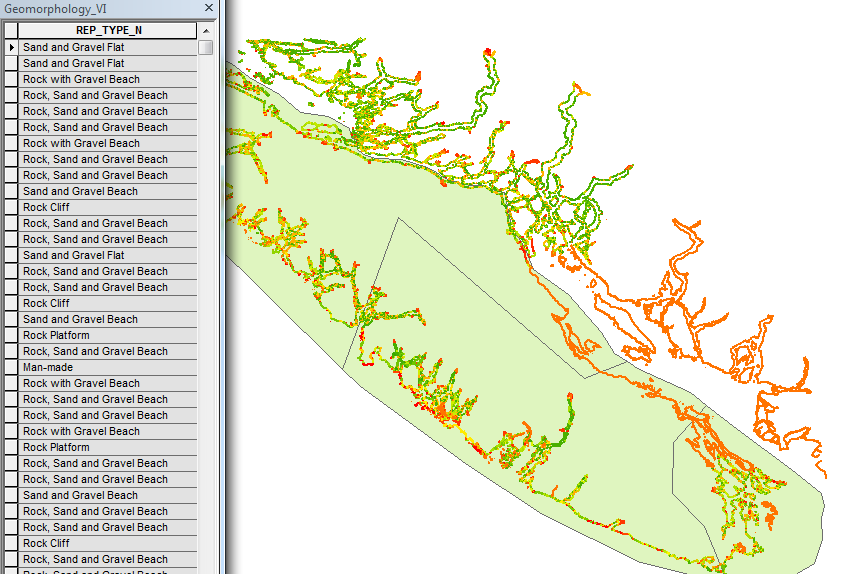 Geomorphology_VI
REP_TYPE_N
Sand and Gravel Flat
Sand and Gravel Flat
Rock with Gravel Beach
Rock, Sand and Gravel Beach
Rock, Sand and Gravel Beach
Rock, Sand and Gravel Beach
Rock with Gravel Beach
Rock, Sand and Gravel Beach
Rock, Sand and Gravel Beach
Sand and Gravel Beach
Rock Cliff
Rock, Sand and Gravel Beach
Rock, Sand and Gravel Beach
Sand and Gravel Flat
Rock, Sand and Gravel Beach
Rock, Sand and Gravel Beach
Rock Cliff
Sand and Gravel Beach
Rock Platform
Rock, Sand and Gravel Beach
Man-made
Rock with Gravel Beach
Rock, Sand and Gravel Beach
Rock, Sand and Gravel Beach
Rock with Gravel Beach
Rock Platform
Rock, Sand and Gravel Beach
Rock, Sand and Gravel Beach
Sand and Gravel Beach
Rock, Sand and Gravel Beach
Rock, Sand and Gravel Beach
Rock Cliff
Rock, Sand and Gravel Beach
Rock, Sand and Gravel Beach